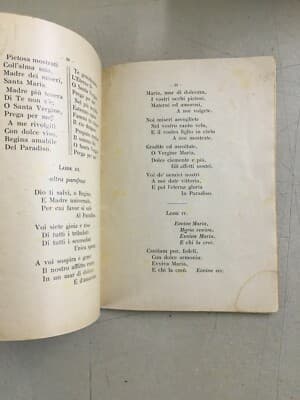 Pietosa mostrati
Coll'alma mia,
Madre dei miseri,
Santa Maria.
Madre più tenera
Di Te non v'è;
O Santa Vergine,
Prega per me!
A me rivolgiti
Con dolce viso,
Regina amabile
Del Paradiso.
LAUDE III.
altra parafrasi
Dio ti salvi, o Regina
E Madre universale,
Per cui favor si sale
Al Paradiso.
Voi siete gioia e riso
Di tutti i tribolati,
Di tutti i sconsolati
Unica speme.
A voi sospira e geme
Il nostro afflitto
In un mar di dolore
E d'amarezza
Maria, mar di dolcezza,
I vostri occhi pietosi,
Materni ed amorosi,
A noi volgete.
Noi miseri accogliete
Nel vostro santo velo,
E il vostro figlio in cielo
A noi mostrate.
Gradite ed ascoltate,
O Vergine Maria,
Dolce clemente e pia,
Gli affetti nostri.
Voi de' nemici nostri
A noi date vittoria,
E poi l'eterna gloria
In Paradiso.
LAUDE IV.
Evviva Maria,
Maria evviva,
Evviva Maria,
E chi la creò.
Cantiam pur, fedeli,
Con dolce armonia:
Evviva Maria,
E chi la creò. Evviva ecc.